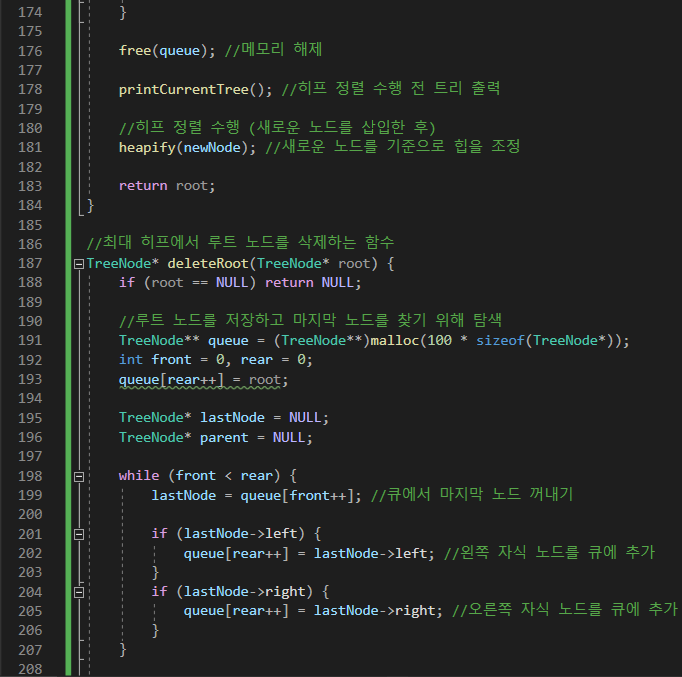 174 }
175
176 free(queue); //메모리 해제
177
178 printCurrentTree(); //히프 정렬 수행 전 트리 출력
179
180 //히프 정렬 수행 (새로운 노드를 삽입한 후)
181 heapify(newNode); //새로운 노드를 기준으로 힙을 조정
182
183 return root;
184 }
185
186 //최대 히프에서 루트 노드를 삭제하는 함수
187 TreeNode* deleteRoot(TreeNode* root) {
188 if (root == NULL) return NULL;
189
190 //루트 노드를 저장하고 마지막 노드를 찾기 위해 탐색
191 TreeNode** queue = (TreeNode**)malloc(100 * sizeof(TreeNode*));
192 int front = 0, rear = 0;
193 queue[rear++] = root;
194
195 TreeNode* lastNode = NULL;
196 TreeNode* parent = NULL;
197
198 while (front < rear) {
199 lastNode = queue[front++]; //큐에서 마지막 노드 꺼내기
200
201 if (lastNode->left) {
202 queue[rear++] = lastNode->left; //왼쪽 자식 노드를 큐에 추가
203 }
204 if (lastNode->right) {
205 queue[rear++] = lastNode->right; //오른쪽 자식 노드를 큐에 추가
206 }
207 }
208